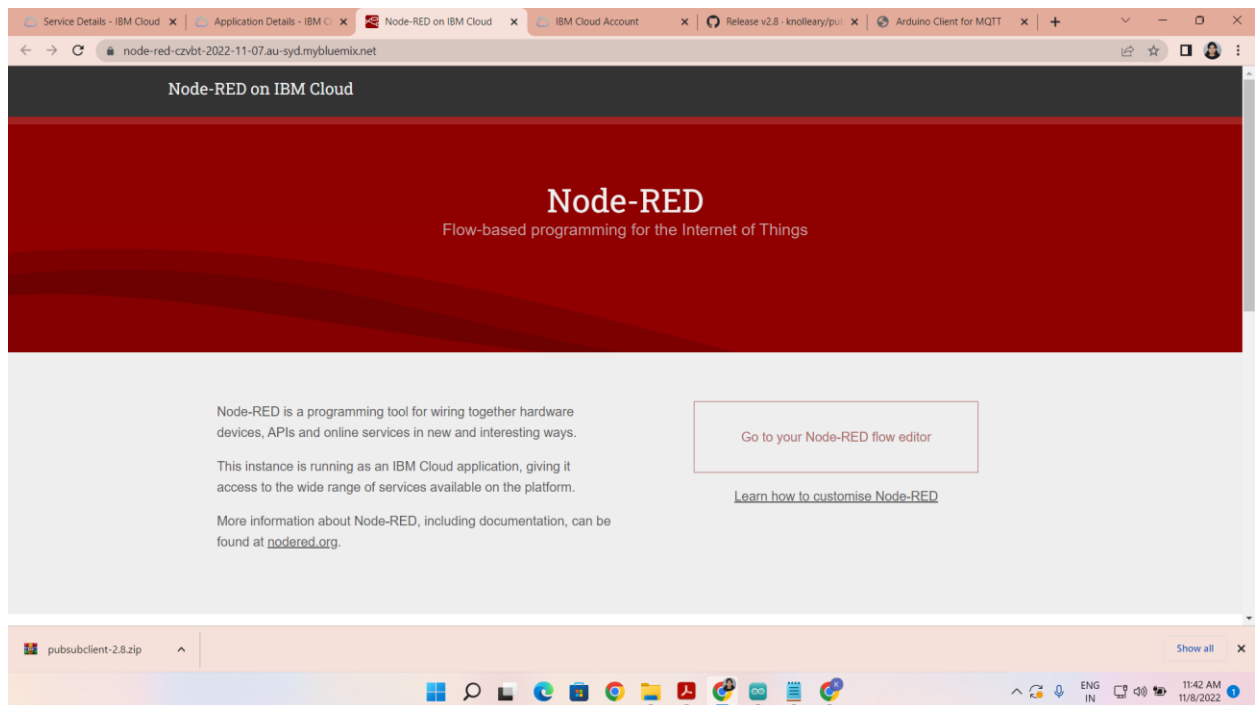 Service Details - IBM Cloud
Application Details - IBM C
Node-RED on IBM Cloud
IBM Cloud Account
Release v2.8 · knolleary/pu
Arduino Client for MQTT
node-red-czvbt-2022-11-07.au-syd.mybluemix.net
Node-RED on IBM Cloud
Node-RED
Flow-based programming for the Internet of Things
Node-RED is a programming tool for wiring together hardware
devices, APIs and online services in new and interesting ways.
This instance is running as an IBM Cloud application, giving it
access to the wide range of services available on the platform.
More information about Node-RED, including documentation, can be
found at nodered.org.
Go to your Node-RED flow editor
Learn how to customise Node-RED
pubsubclient-2.8.zip
Show all
ENG
IN
11:42 AM
11/8/2022
1